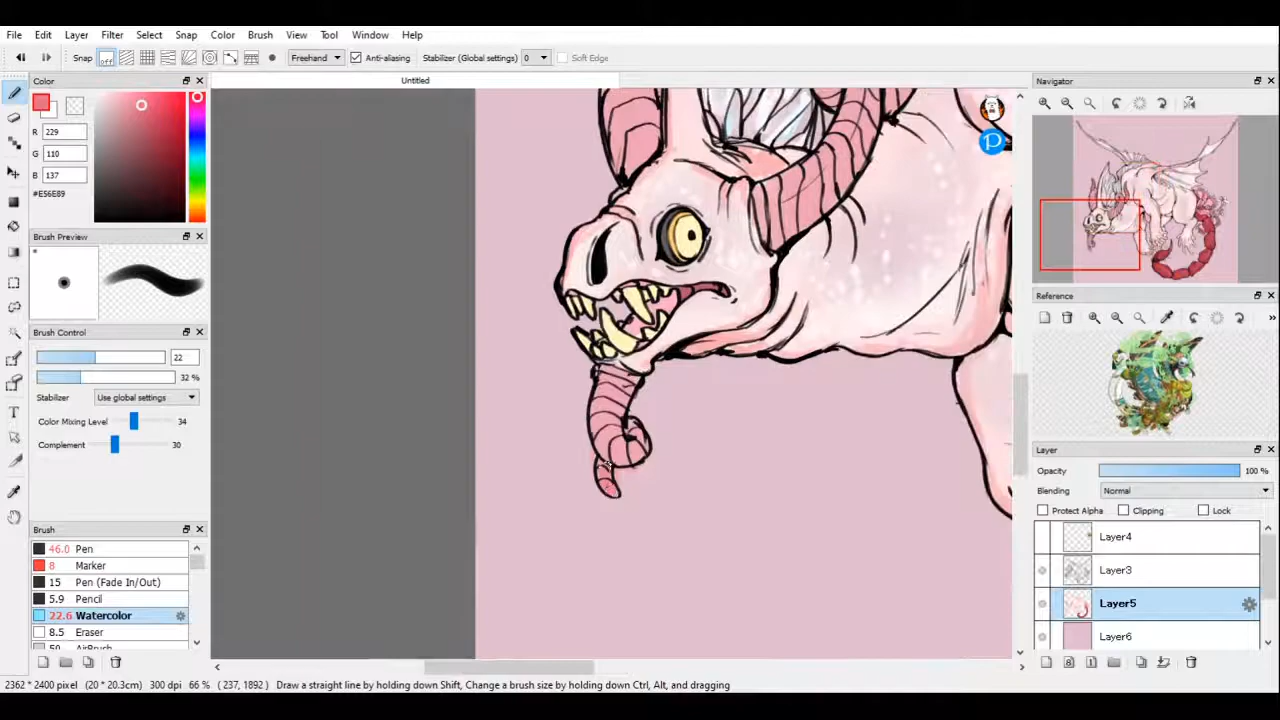 File Edit Layer Filter Select Snap Color Brush View Tool Window Help
Snap off Freehand Anti-aliasing Stabilizer (Global settings) 0 Soft Edge
Color
Untitled
Navigator
R 229
G 110
B 137
#E56E89
Brush Preview
Reference
Brush Control
22
32 %
Stabilizer Use global settings
Color Mixing Level 34
Complement 30
Layer
Opacity 100 %
Blending Normal
Protect Alpha Clipping Lock
Layer4
Layer3
Layer5
Layer6
Brush
46.0 Pen
8 Marker
15 Pen (Fade In/Out)
5.9 Pencil
22.6 Watercolor
8.5 Eraser
50 AirBrush
T
P
2362 * 2400 pixel (20 * 20.3cm) 300 dpi 66 % ( 237, 1892 ) Draw a straight line by holding down Shift, Change a brush size by holding down Ctrl, Alt, and dragging